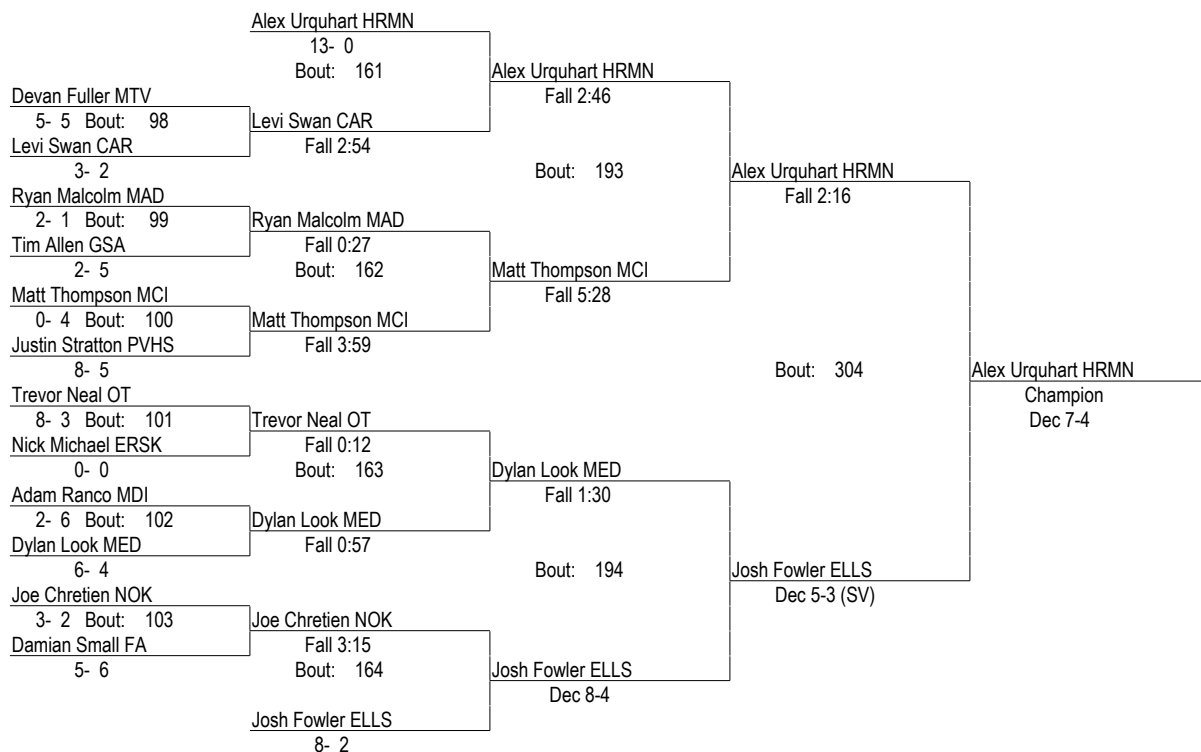 Alex Urquhart HRMN
13- 0
Bout: 161
Alex Urquhart HRMN
Fall 2:46
Devan Fuller MTV
5- 5 Bout: 98
Levi Swan CAR
Fall 2:54
Levi Swan CAR
3- 2
Bout: 193
Alex Urquhart HRMN
Fall 2:16
Ryan Malcolm MAD
2- 1 Bout: 99
Ryan Malcolm MAD
Fall 0:27
Tim Allen GSA
2- 5
Bout: 162
Matt Thompson MCI
Fall 5:28
Matt Thompson MCI
0- 4 Bout: 100
Matt Thompson MCI
Fall 3:59
Justin Stratton PVHS
8- 5
Bout: 304
Alex Urquhart HRMN
Champion
Dec 7-4
Trevor Neal OT
8- 3 Bout: 101
Trevor Neal OT
Fall 0:12
Nick Michael ERSK
0- 0
Bout: 163
Dylan Look MED
Fall 1:30
Adam Ranco MDI
2- 6 Bout: 102
Dylan Look MED
Fall 0:57
Dylan Look MED
6- 4
Bout: 194
Josh Fowler ELLS
Dec 5-3 (SV)
Joe Chretien NOK
3- 2 Bout: 103
Joe Chretien NOK
Fall 3:15
Damian Small FA
5- 6
Bout: 164
Josh Fowler ELLS
Dec 8-4
Josh Fowler ELLS
8- 2